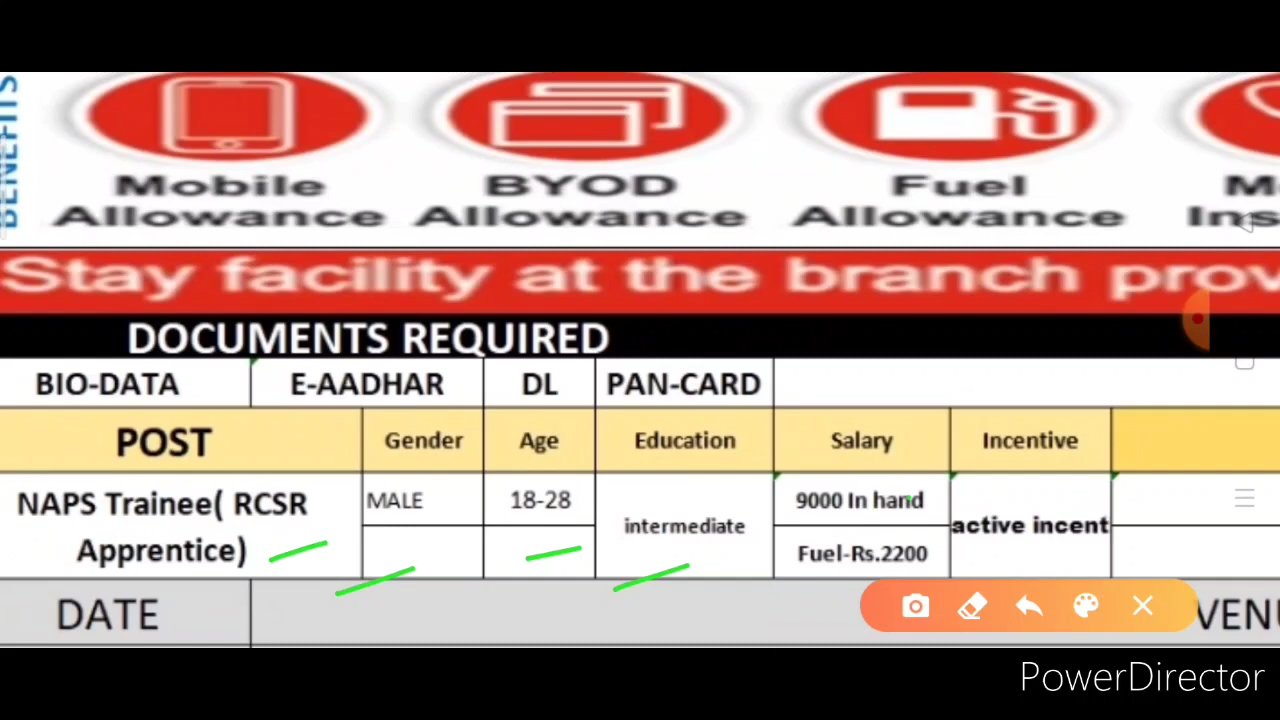 BENEFITS
Mobile Allowance
BYOD Allowance
Fuel Allowance
Stay facility at the branch
DOCUMENTS REQUIRED
BIO-DATA E-AADHAR DL PAN-CARD
POST Gender Age Education Salary Incentive
NAPS Trainee( RCSR Apprentice) MALE 18-28 intermediate 9000 In hand active incent
Fuel-Rs.2200
DATE
PowerDirector